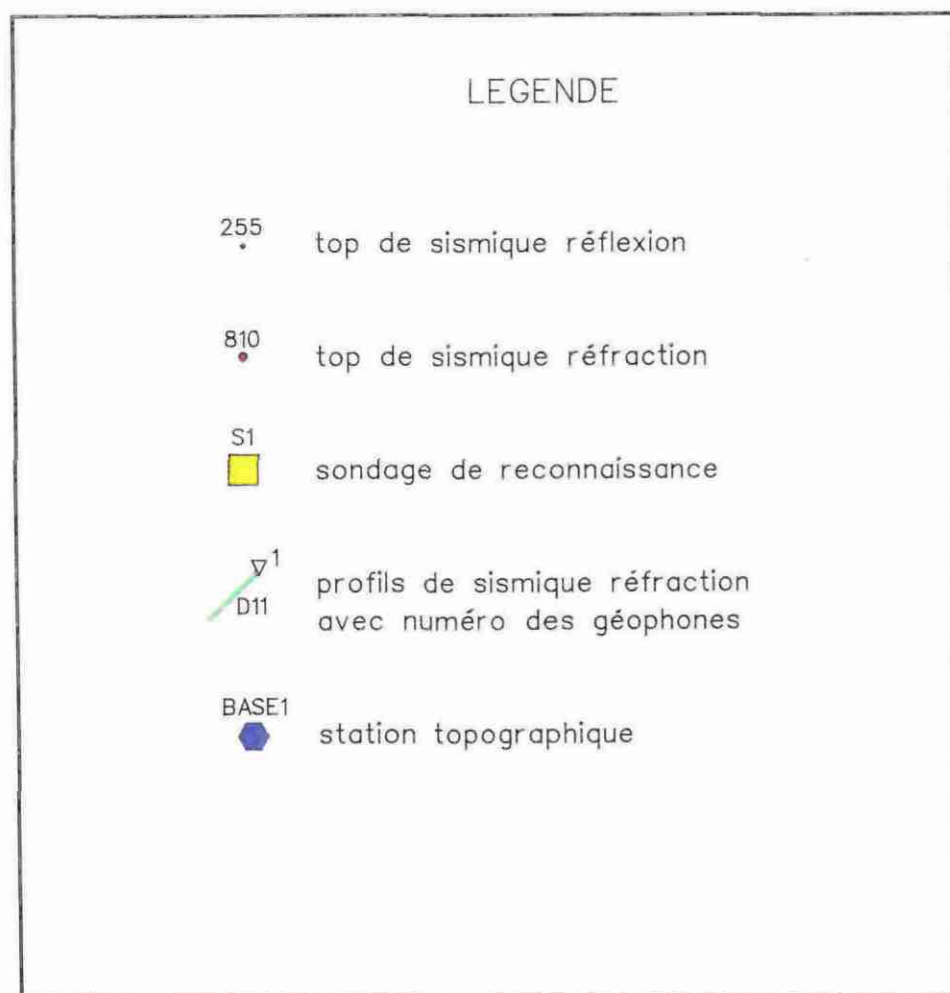 LEGENDE
255
top de sismique réflexion
810
top de sismique réfraction
S1
sondage de reconnaissance
1
D11
profils de sismique réfraction
avec numéro des géophones
BASE1
station topographique